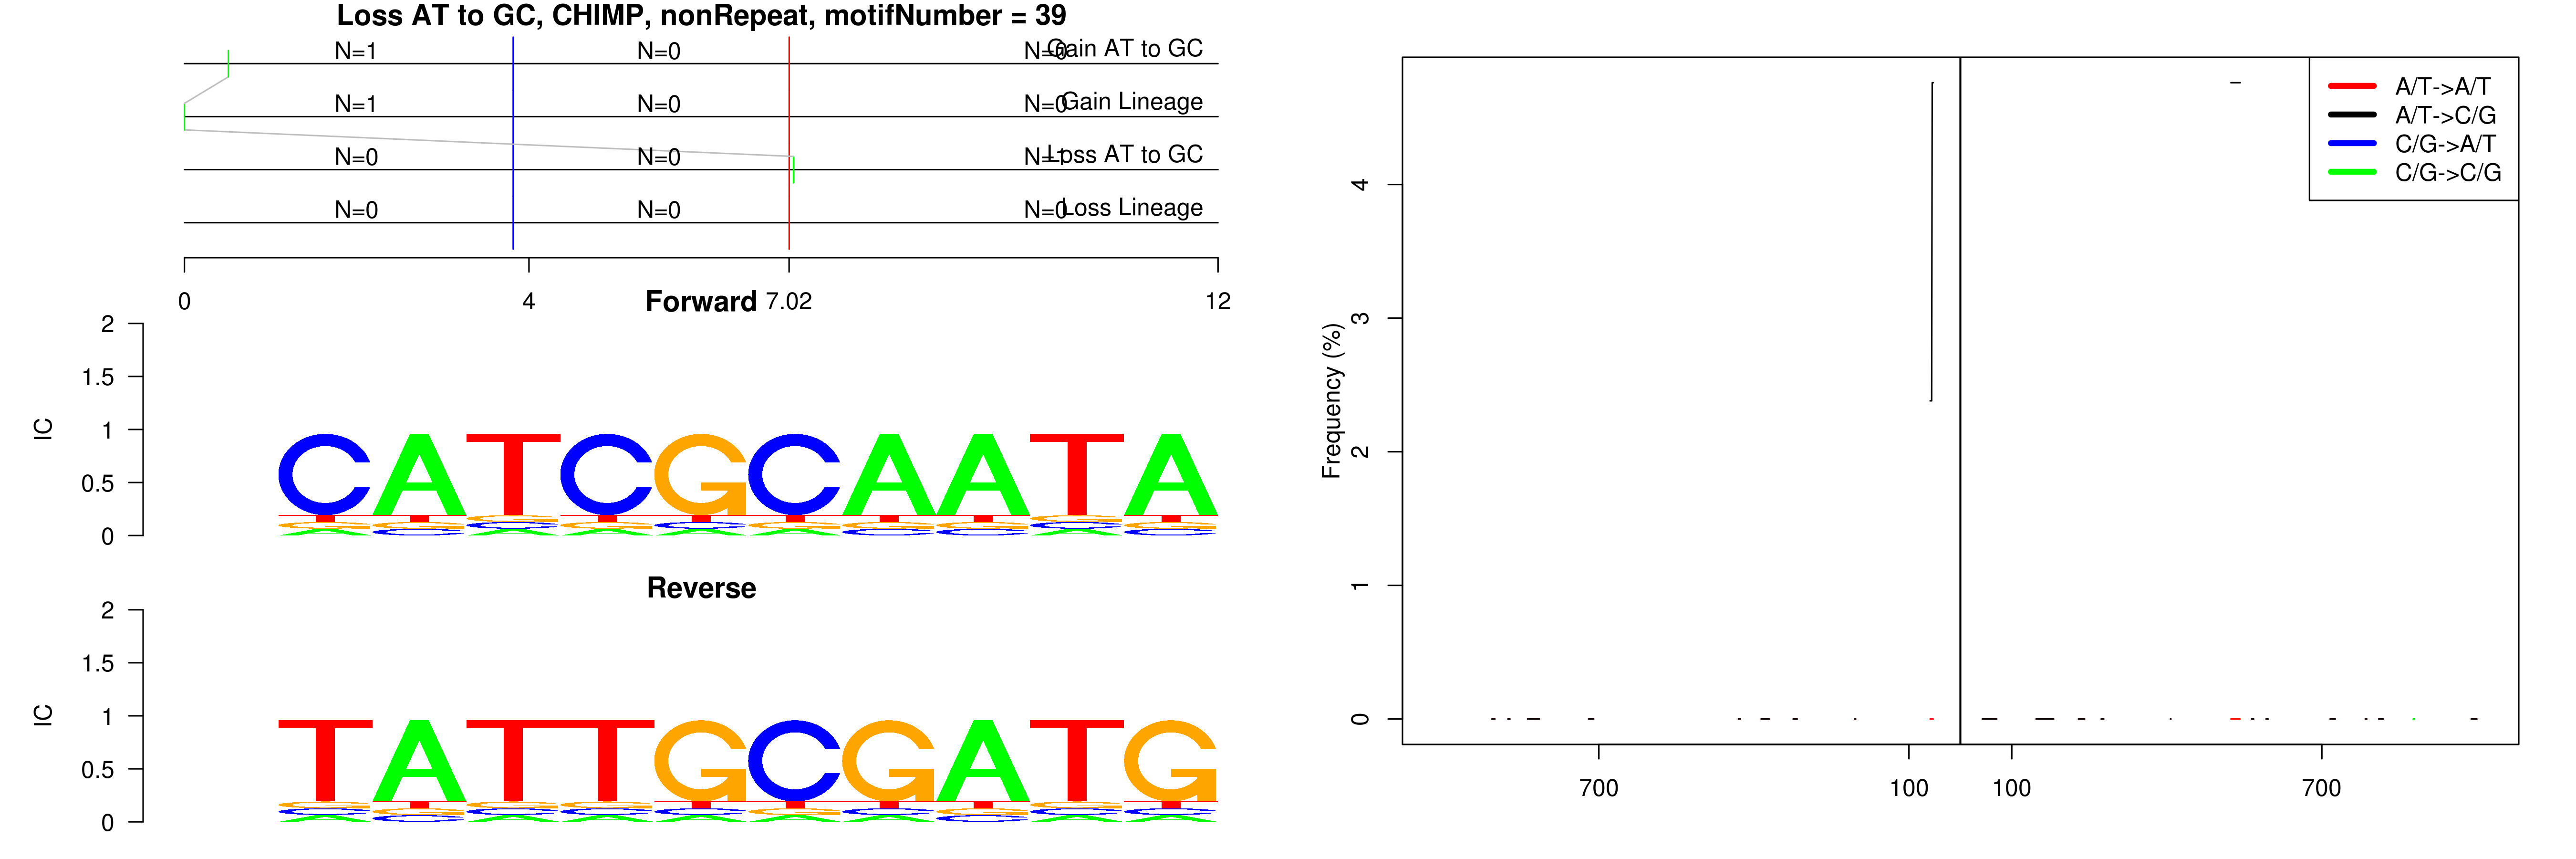 Loss AT to GC, CHIMP, nonRepeat, motifNumber = 39
N=1 N=0 N=0 Gain AT to GC
N=1 N=0 N=0 Gain Lineage
N=0 N=0 N=1 Loss AT to GC
N=0 N=0 N=0 Loss Lineage
0 4 7.02 12
Forward
IC
2
1.5
1
0.5
0
CATCGCAATA
Reverse
IC
2
1.5
1
0.5
0
TATTGCGATG
Frequency (%)
4
3
2
1
0
700 100 100 700
A/T->A/T
A/T->C/G
C/G->A/T
C/G->C/G